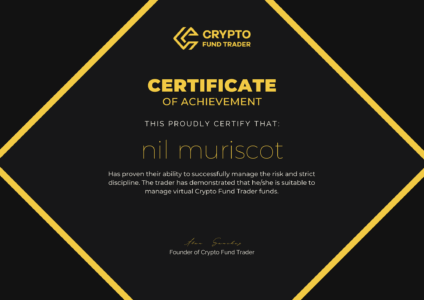 CRYPTO
FUND TRADER
CERTIFICATE
OF ACHIEVEMENT
THIS PROUDLY CERTIFY THAT:
nil muriscot
Has proven their ability to successfully manage the risk and strict
discipline. The trader has demonstrated that he/she is suitable to
manage virtual Crypto Fund Trader funds.
Founder of Crypto Fund Trader